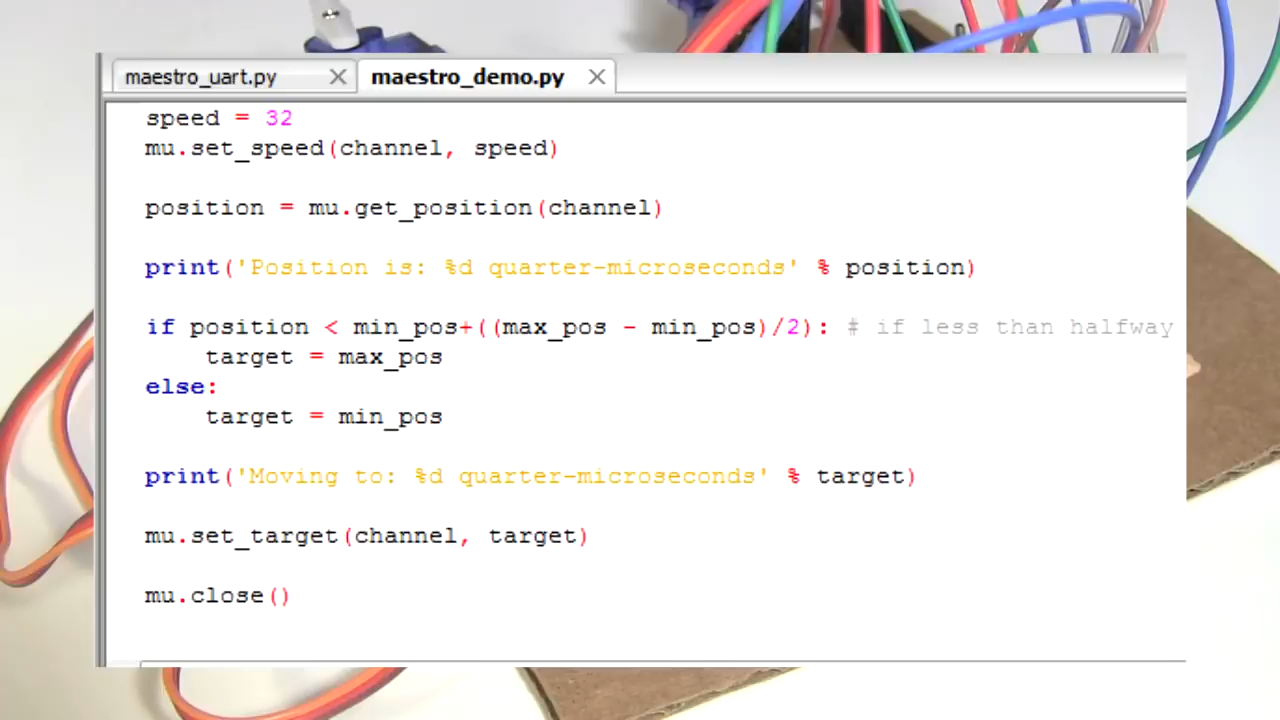 maestro_uart.py
maestro_demo.py
speed = 32
mu.set_speed(channel, speed)
position = mu.get_position(channel)
print('Position is: %d quarter-microseconds' % position)
if position < min_pos+((max_pos - min_pos)/2): # if less than halfway
    target = max_pos
else:
    target = min_pos
print('Moving to: %d quarter-microseconds' % target)
mu.set_target(channel, target)
mu.close()